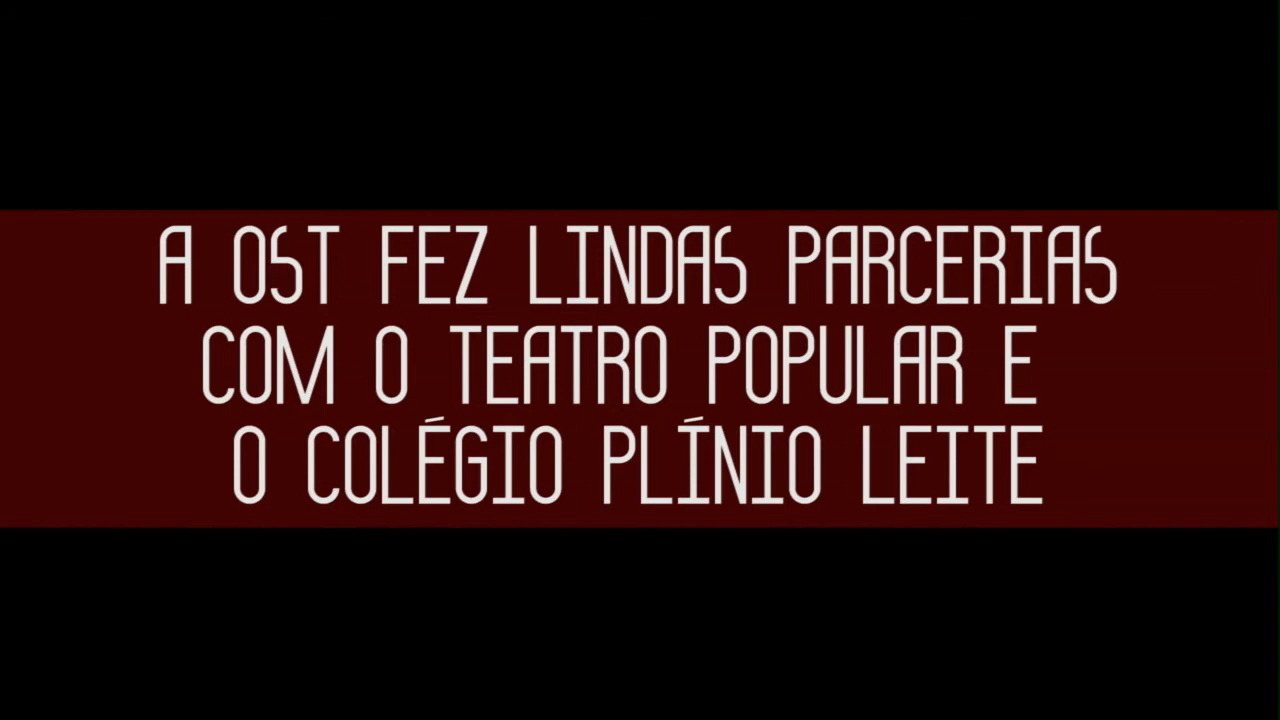 A OST FEZ LINDAS PARCERIAS
COM O TEATRO POPULAR E
O COLÉGIO PLÍNIO LEITE